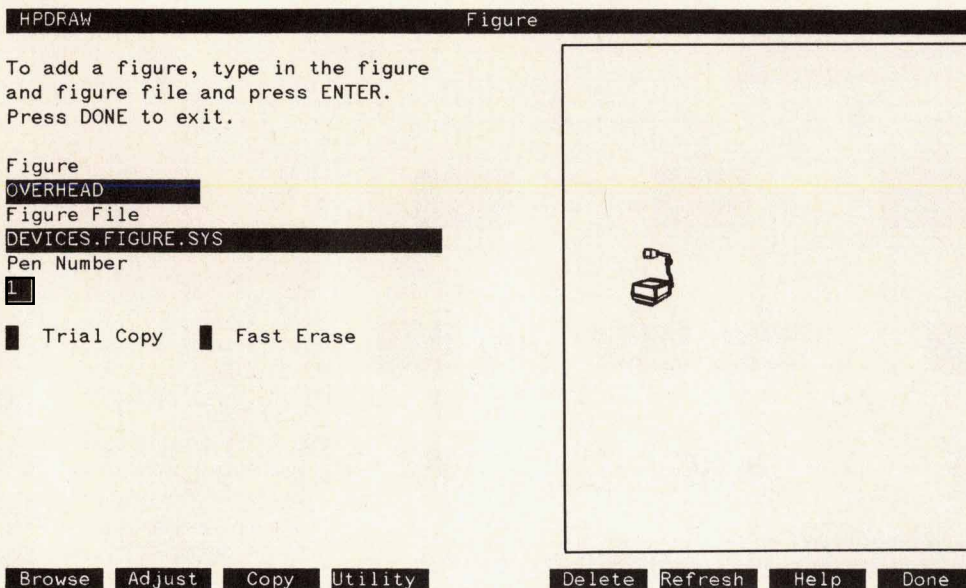 HPDRAW Figure
To add a figure, type in the figure
and figure file and press ENTER.
Press DONE to exit.
Figure
OVERHEAD
Figure File
DEVICES.FIGURE.SYS
Pen Number
1
Trial Copy Fast Erase
Browse Adjust Copy Utility Delete Refresh Help Done